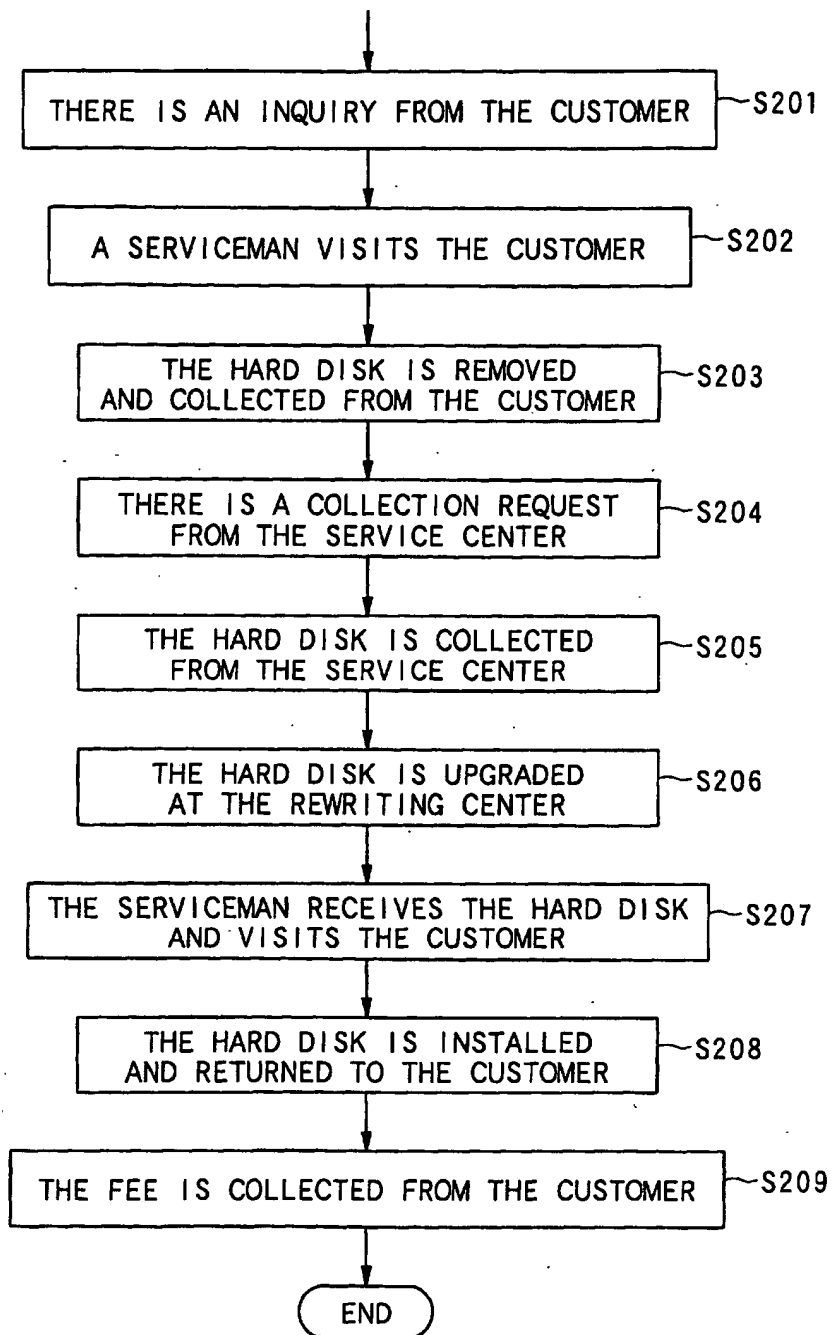 THERE IS AN INQUIRY FROM THE CUSTOMER
S201
A SERVICEMAN VISITS THE CUSTOMER
S202
THE HARD DISK IS REMOVED
AND COLLECTED FROM THE CUSTOMER
S203
THERE IS A COLLECTION REQUEST
FROM THE SERVICE CENTER
S204
THE HARD DISK IS COLLECTED
FROM THE SERVICE CENTER
S205
THE HARD DISK IS UPGRADED
AT THE REWRITING CENTER
S206
THE SERVICEMAN RECEIVES THE HARD DISK
AND VISITS THE CUSTOMER
S207
THE HARD DISK IS INSTALLED
AND RETURNED TO THE CUSTOMER
S208
THE FEE IS COLLECTED FROM THE CUSTOMER
S209
END